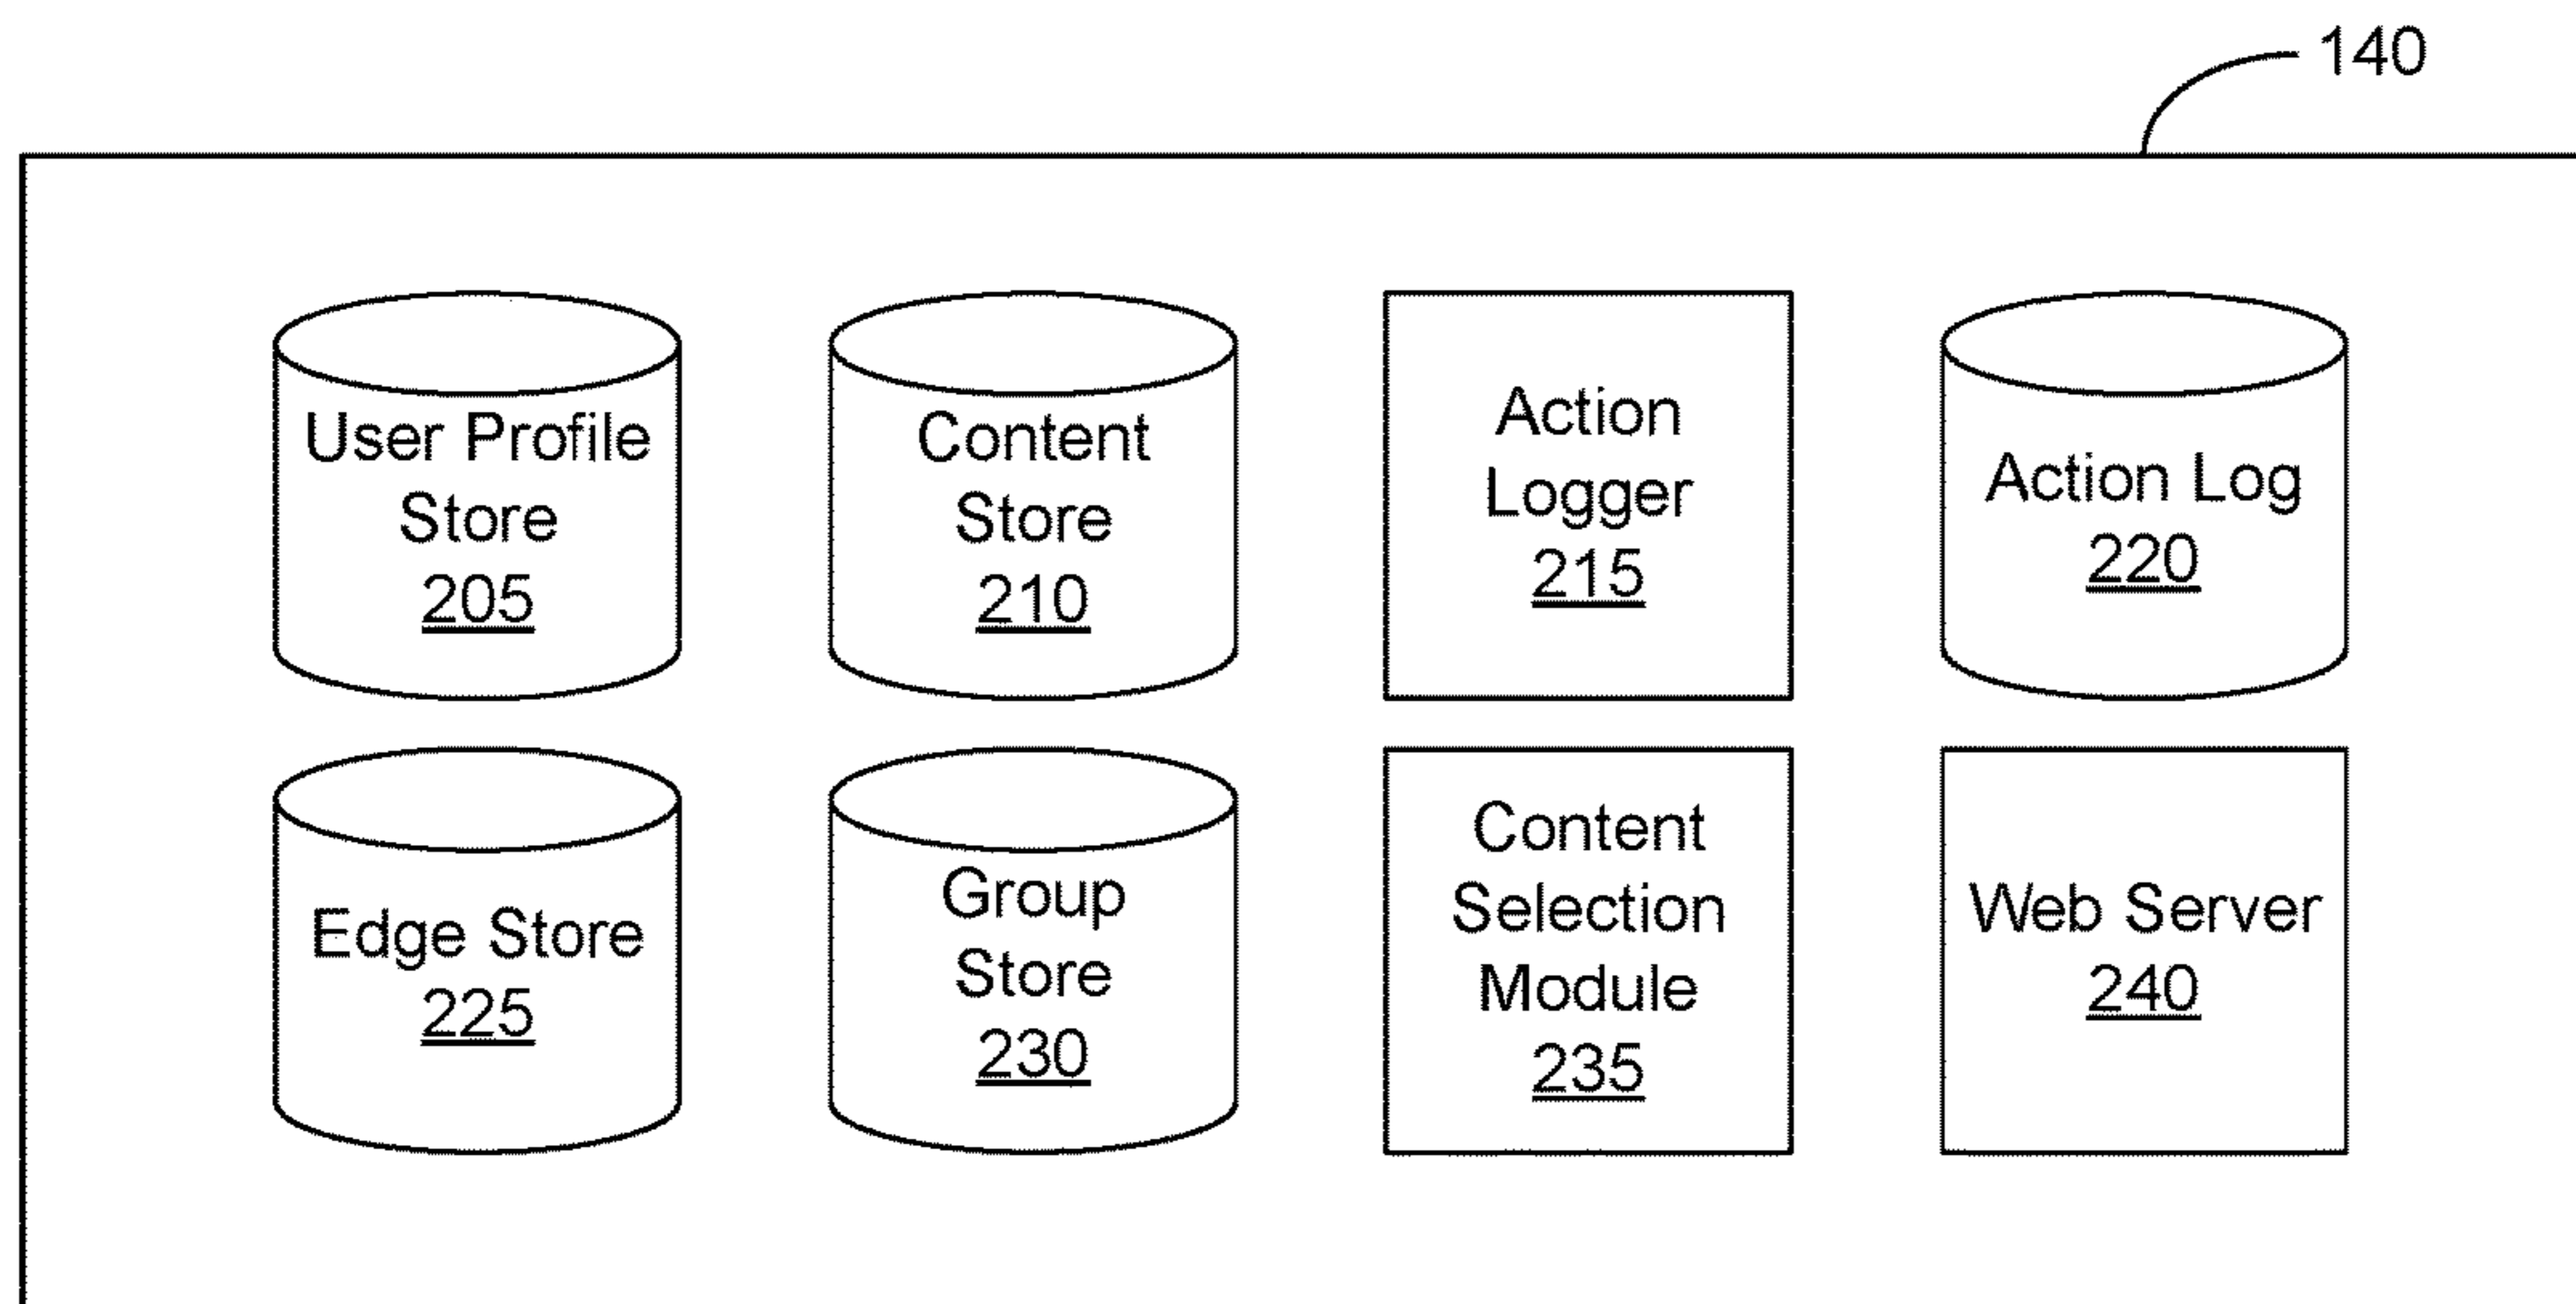 140
User Profile
Store
205
Content
Store
210
Action
Logger
215
Action Log
220
Edge Store
225
Group
Store
230
Content
Selection
Module
235
Web Server
240